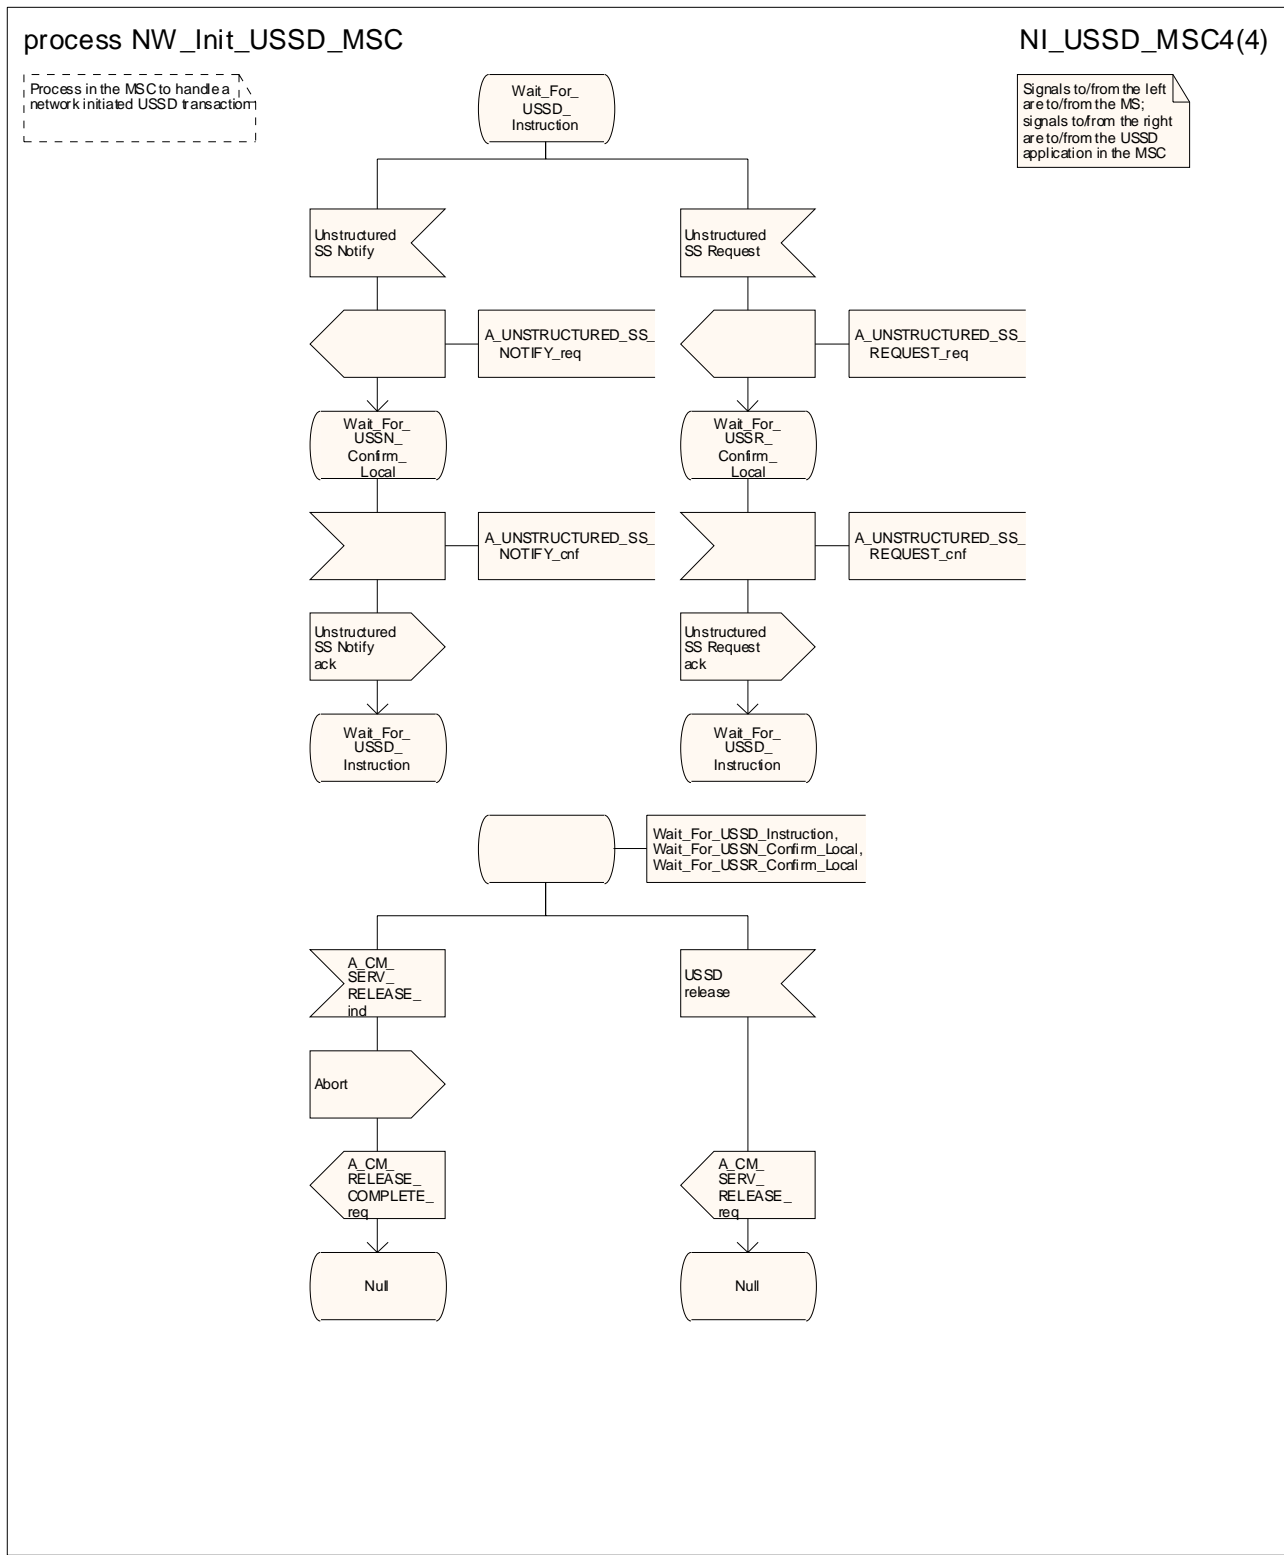 process NW_Init_USSD_MSC
NI_USSD_MSC4(4)
Process in the MSC to handle a
network initiated USSD transaction
Signals to/from the left
are to/from the MS;
signals to/from the right
are to/from the USSD
application in the MSC
Wait_For_
USSD_
Instruction
Unstructured
SS Notify
Unstructured
SS Request
A_UNSTRUCTURED_SS_
NOTIFY_req
A_UNSTRUCTURED_SS_
REQUEST_req
Wait_For_
USSN_
Confirm_
Local
Wait_For_
USSR_
Confirm_
Local
A_UNSTRUCTURED_SS_
NOTIFY_cnf
A_UNSTRUCTURED_SS_
REQUEST_cnf
Unstructured
SS Notify
ack
Unstructured
SS Request
ack
Wait_For_
USSD_
Instruction
Wait_For_
USSD_
Instruction
Wait_For_USSD_Instruction,
Wait_For_USSN_Confirm_Local,
Wait_For_USSR_Confirm_Local
A_CM_
SERV_
RELEASE_
ind
USSD
release
Abort
A_CM_
RELEASE_
COMPLETE_
req
A_CM_
SERV_
RELEASE_
req
Null
Null